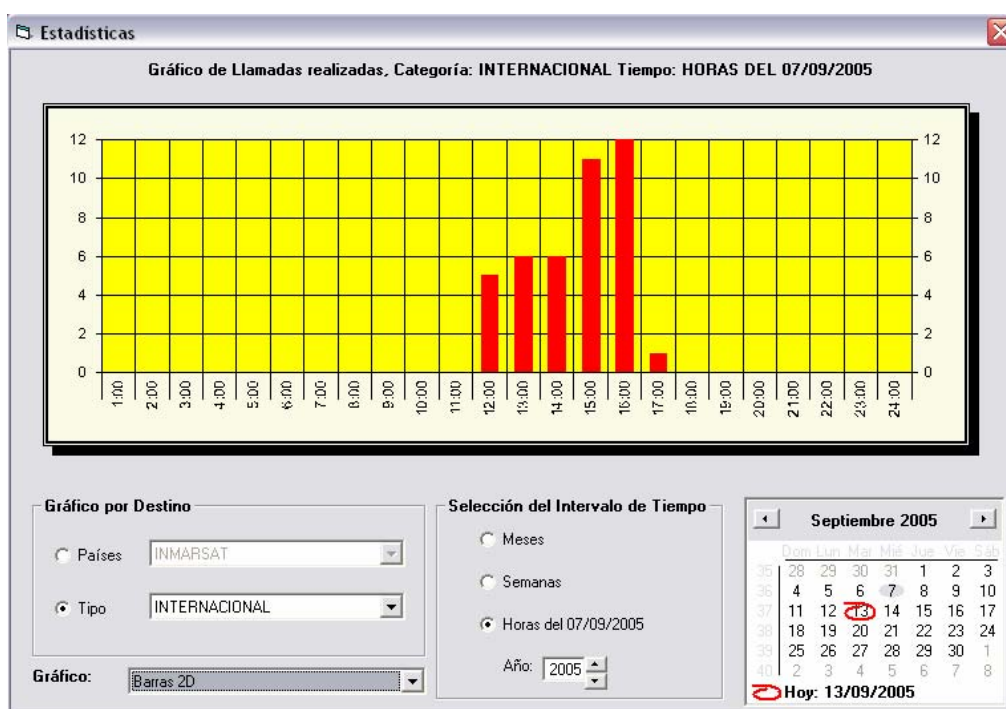 Estadísticas
Gráfico de Llamadas realizadas, Categoría: INTERNACIONAL Tiempo: HORAS DEL 07/09/2005
12 12
10 10
8 8
6 6
4 4
2 2
0 0
1:00 2:00 3:00 4:00 5:00 6:00 7:00 8:00 9:00 10:00 11:00 12:00 13:00 14:00 15:00 16:00 17:00 18:00 19:00 20:00 21:00 22:00 23:00 24:00
Gráfico por Destino
Países INMARSAT
Tipo INTERNACIONAL
Gráfico: Barras 2D
Selección del Intervalo de Tiempo
Meses
Semanas
Horas del 07/09/2005
Año: 2005
Septiembre 2005
Dom Lun Mar Mié Jue Vie Sáb
35 28 29 30 31 1 2 3
36 4 5 6 7 8 9 10
37 11 12 13 14 15 16 17
38 18 19 20 21 22 23 24
39 25 26 27 28 29 30 1
40 2 3 4 5 6 7 8
Hoy: 13/09/2005